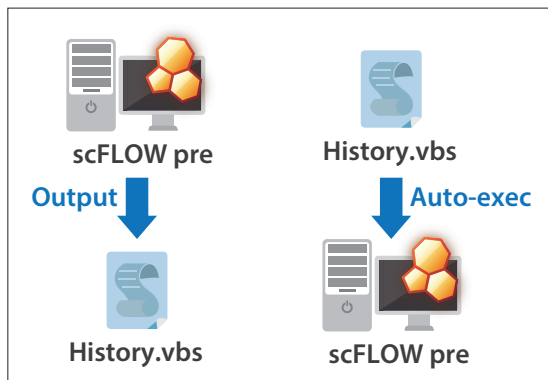 scFLOW pre
Output
History.vbs
History.vbs
Auto-exec
scFLOW pre